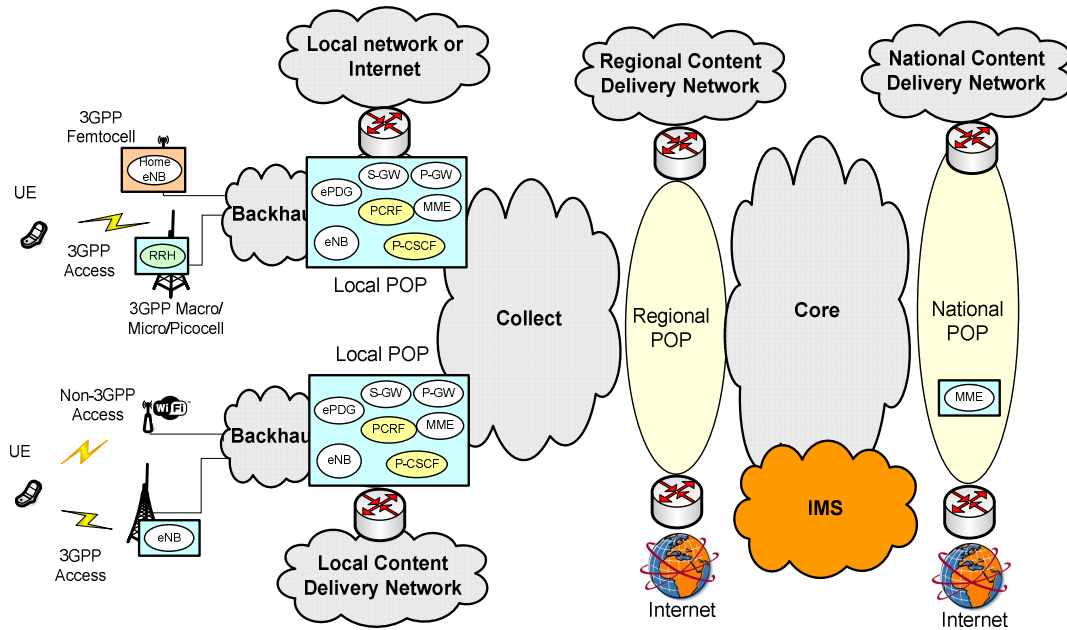 Local network or
Internet
Regional Content
Delivery Network
National Content
Delivery Network
3GPP
Femtocell
Home
eNB
UE
3GPP
Access
RRH
3GPP Macro/
Micro/Picocell
Backhau
S-GW
P-GW
ePDG
PCRF
MME
eNB
P-CSCF
Local POP
Collect
Regional
POP
Core
National
POP
MME
IMS
Local POP
Non-3GPP
Access
WiFi
UE
3GPP
Access
eNB
Backhau
S-GW
P-GW
ePDG
PCRF
MME
eNB
P-CSCF
Local Content
Delivery Network
Internet
Internet